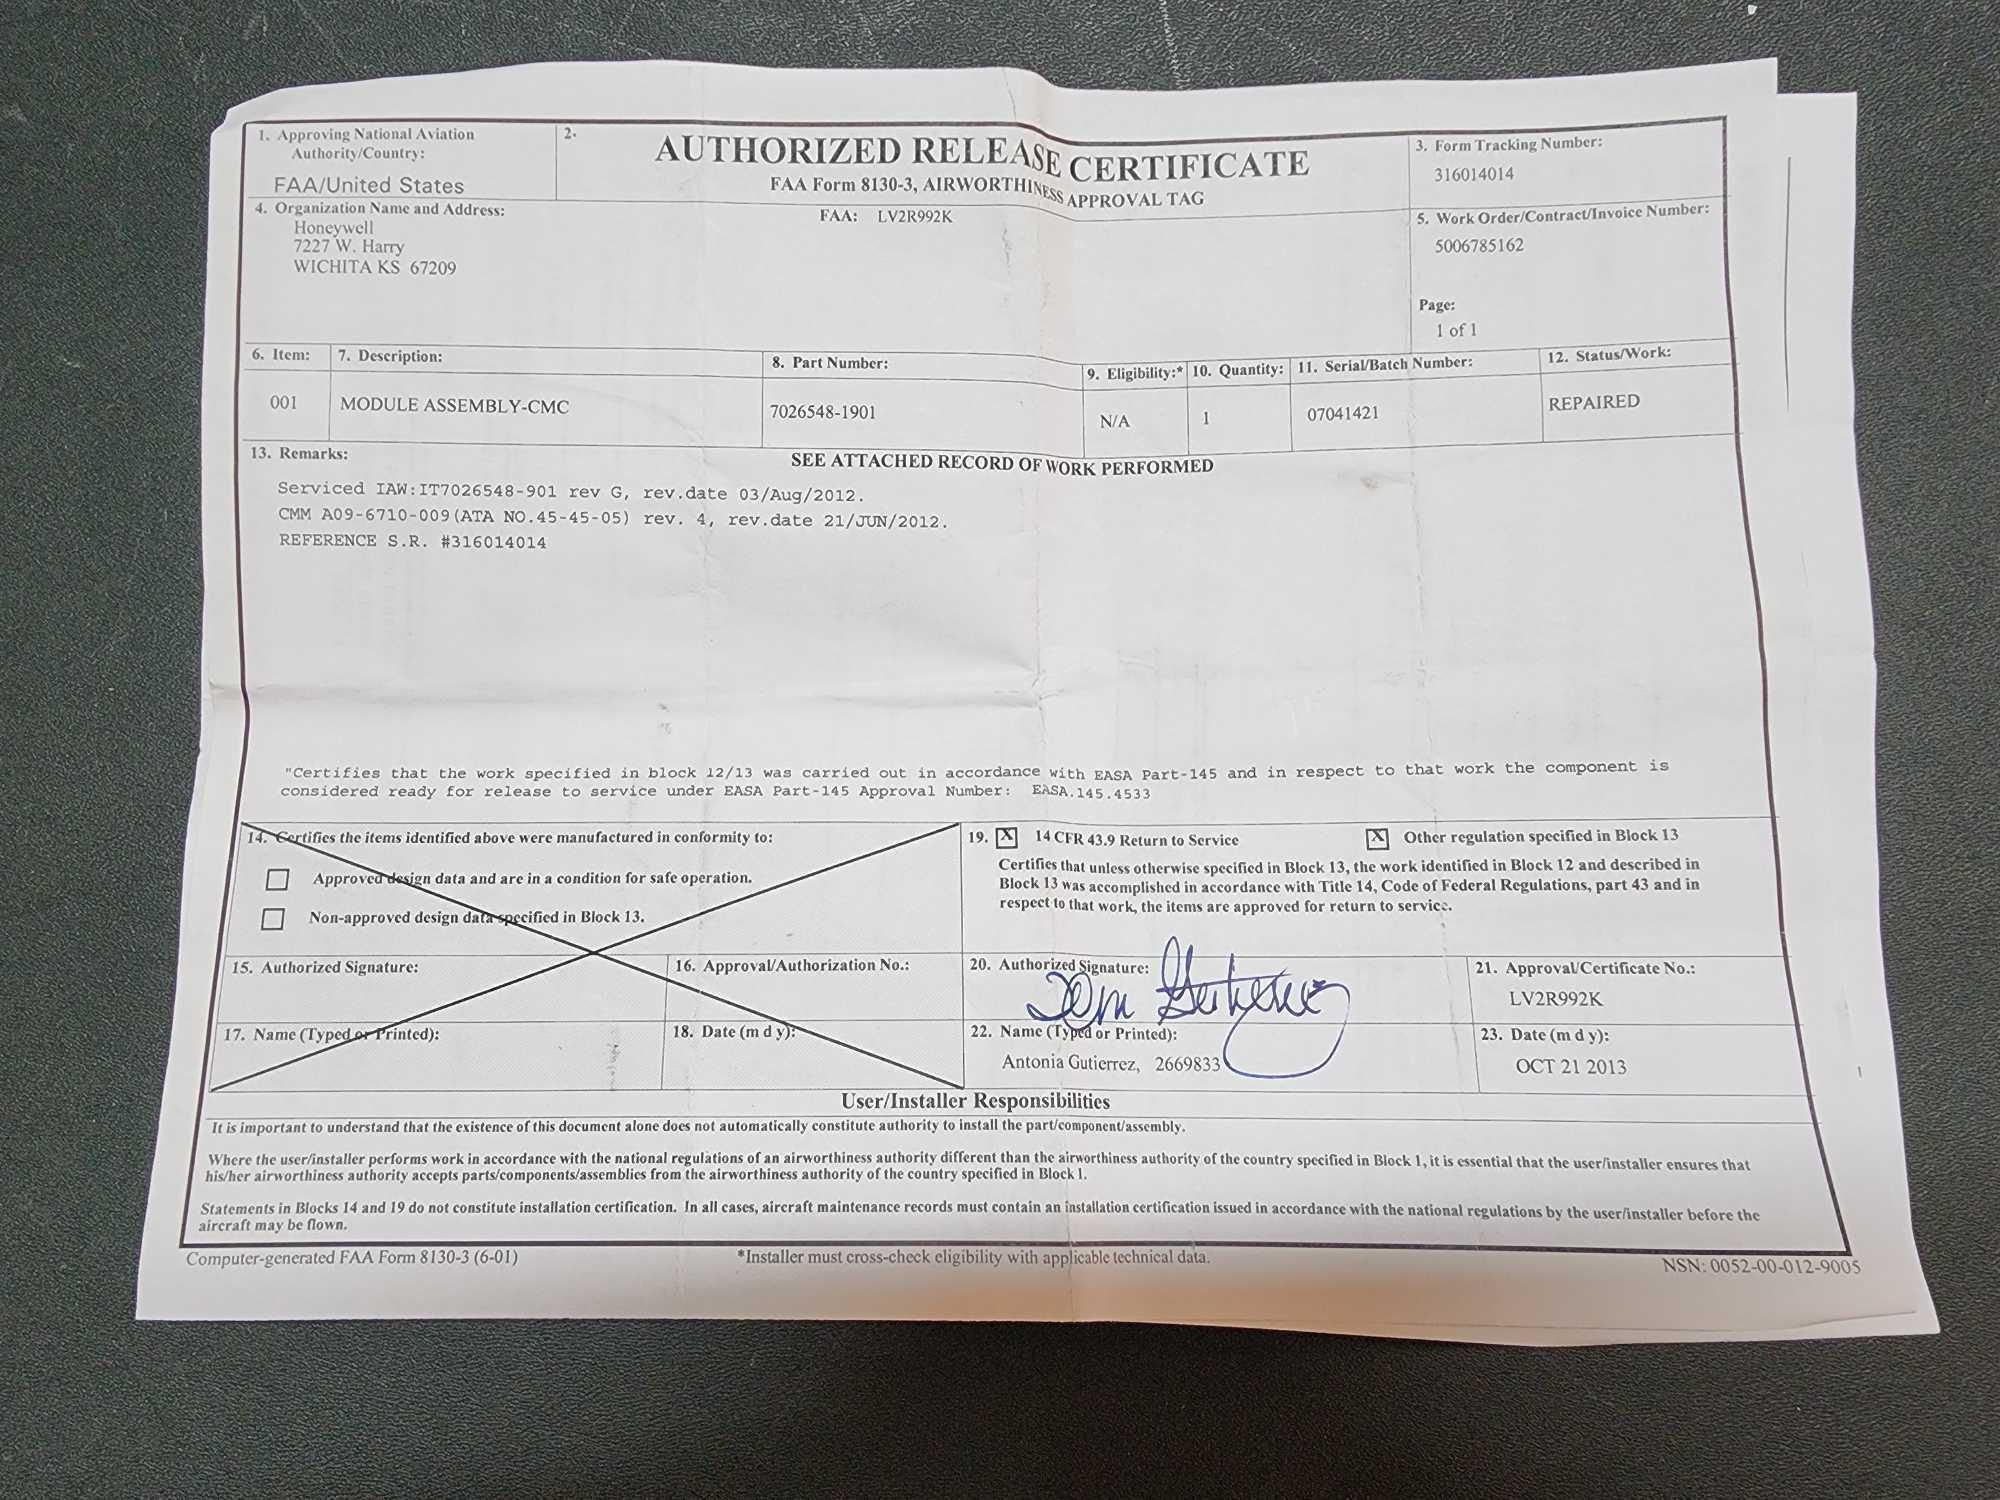 1. Approving National Aviation
Authority/Country:
FAA/United States
2.
AUTHORIZED RELEASE CERTIFICATE
FAA Form 8130-3, AIRWORTHINESS APPROVAL TAG
FAA: LV2R992K
3. Form Tracking Number:
316014014
4. Organization Name and Address:
Honeywell
7227 W. Harry
WICHITA KS 67209
5. Work Order/Contract/Invoice Number:
5006785162
Page:
1 of 1
6. Item:
7. Description:
8. Part Number:
9. Eligibility:*
10. Quantity:
11. Serial/Batch Number:
12. Status/Work:
001
MODULE ASSEMBLY-CMC
7026548-1901
N/A
1
07041421
REPAIRED
13. Remarks:
SEE ATTACHED RECORD OF WORK PERFORMED
Serviced IAW:IT7026548-901 rev G, rev.date 03/Aug/2012.
CMM A09-6710-009(ATA NO.45-45-05) rev. 4, rev.date 21/JUN/2012.
REFERENCE S.R. #316014014
"Certifies that the work specified in block 12/13 was carried out in accordance with EASA Part-145 and in respect to that work the component is
considered ready for release to service under EASA Part-145 Approval Number: EASA.145.4533
14. Certifies the items identified above were manufactured in conformity to:
Approved design data and are in a condition for safe operation.
Non-approved design data specified in Block 13.
15. Authorized Signature:
16. Approval/Authorization No.:
17. Name (Typed or Printed):
18. Date (m d y):
19. X 14 CFR 43.9 Return to Service
X Other regulation specified in Block 13
Certifies that unless otherwise specified in Block 13, the work identified in Block 12 and described in
Block 13 was accomplished in accordance with Title 14, Code of Federal Regulations, part 43 and in
respect to that work, the items are approved for return to service.
20. Authorized Signature:
21. Approval/Certificate No.:
LV2R992K
22. Name (Typed or Printed):
Antonia Gutierrez, 2669833
23. Date (m d y):
OCT 21 2013
User/Installer Responsibilities
It is important to understand that the existence of this document alone does not automatically constitute authority to install the part/component/assembly.
Where the user/installer performs work in accordance with the national regulations of an airworthiness authority different than the airworthiness authority of the country specified in Block 1, it is essential that the user/installer ensures that
his/her airworthiness authority accepts parts/components/assemblies from the airworthiness authority of the country specified in Block 1.
Statements in Blocks 14 and 19 do not constitute installation certification. In all cases, aircraft maintenance records must contain an installation certification issued in accordance with the national regulations by the user/installer before the
aircraft may be flown.
Computer-generated FAA Form 8130-3 (6-01)
*Installer must cross-check eligibility with applicable technical data.
NSN: 0052-00-012-9005